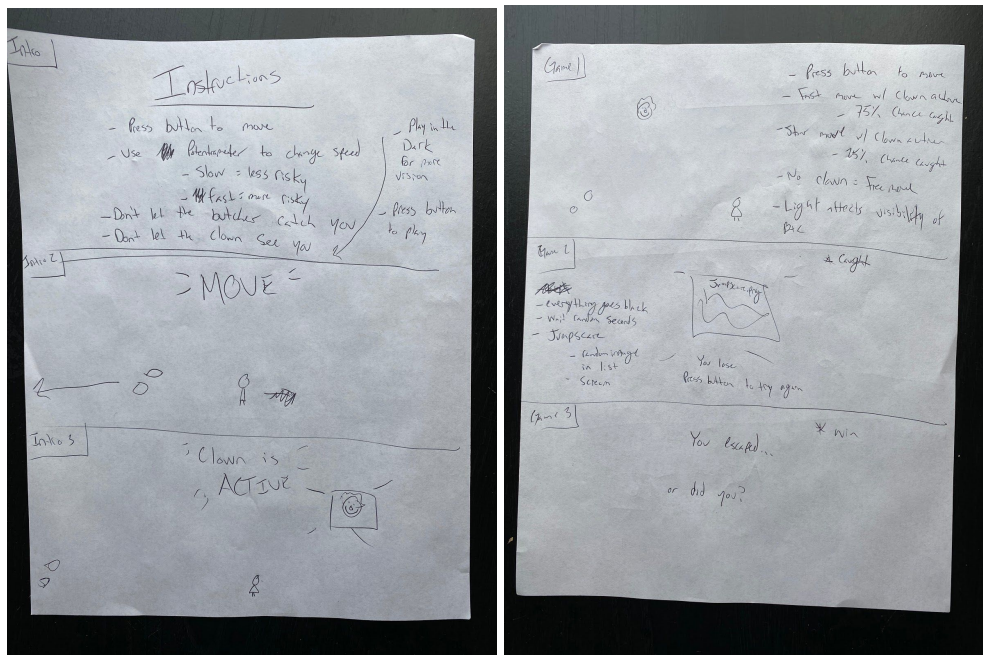 Intro
Instructions
- Press button to move
- Use Potentiometer to change speed
- Slow = less risky
- fast = more risky
- Don't let the butcher catch you
- Don't let the clown see you
- Play in the
Dark
for more
vision
- Press button
to play
Intro 2
MOVE
Intro 3
Clown is
ACTIVE
Game 1
- Press button to move
- Fast move w/ Clown active
- 75% Chance caught
- Slow move w/ Clown active
- 15% Chance caught
- No clown = Free move
- Light affects visibility of
Game 2
* Caught
- everything goes black
- wait random seconds
- Jumpscare
- random image
in list
- Scream
Jumpscare.png
You lose
Press button to try again
Game 3
* Win
You escaped...
or did you?